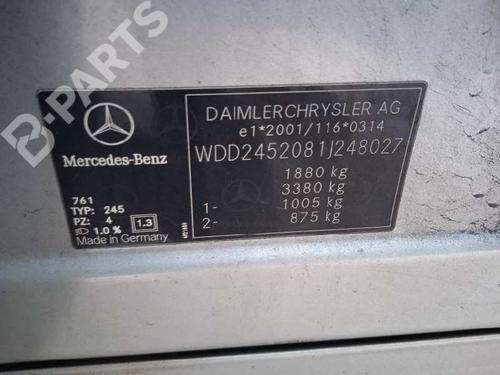 B-PARTS
Mercedes-Benz
DAIMLERCHRYSLER AG
e1*2001/116*0314
WDD2452081J248027
1880 kg
3380 kg
1- 1005 kg
2- 875 kg
761
TYP: 245
PZ: 4
1.0 % 1.3
Made in Germany